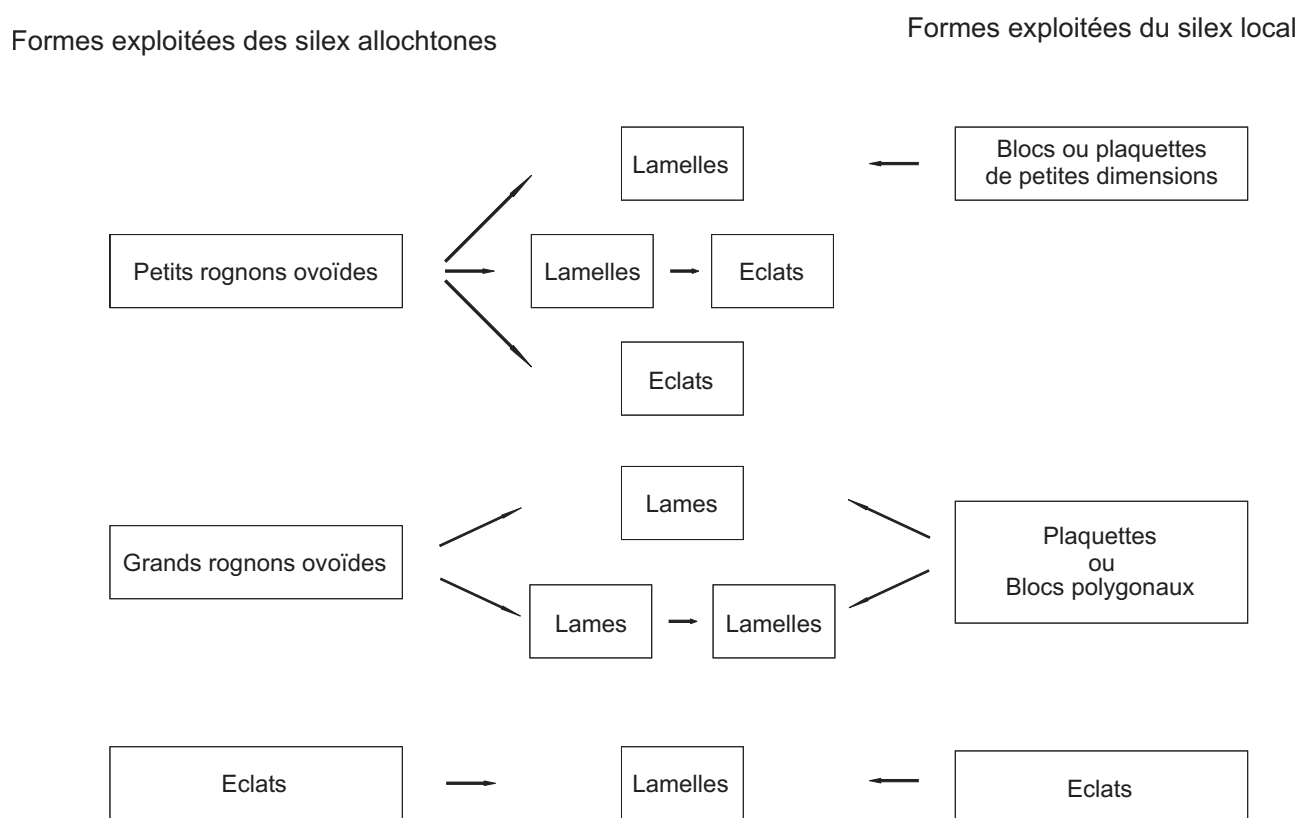 Formes exploitées des silex allochtones
Formes exploitées du silex local
Lamelles
Blocs ou plaquettes
de petites dimensions
Petits rognons ovoïdes
Lamelles
Eclats
Eclats
Lames
Grands rognons ovoïdes
Plaquettes
ou
Blocs polygonaux
Lames
Lamelles
Eclats
Lamelles
Eclats